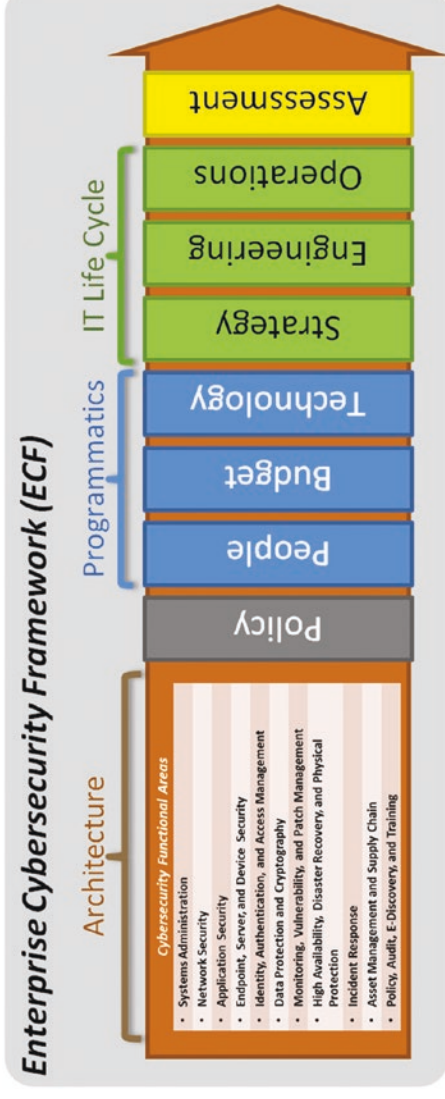 Enterprise Cybersecurity Framework (ECF)
Architecture
Programmatics
IT Life Cycle
Cybersecurity Functional Areas
• Systems Administration
• Network Security
• Application Security
• Endpoint, Server, and Device Security
• Identity, Authentication, and Access Management
• Data Protection and Cryptography
• Monitoring, Vulnerability, and Patch Management
• High Availability, Disaster Recovery, and Physical
Protection
• Incident Response
• Asset Management and Supply Chain
• Policy, Audit, E-Discovery, and Training
Policy
People
Budget
Technology
Strategy
Engineering
Operations
Assessment